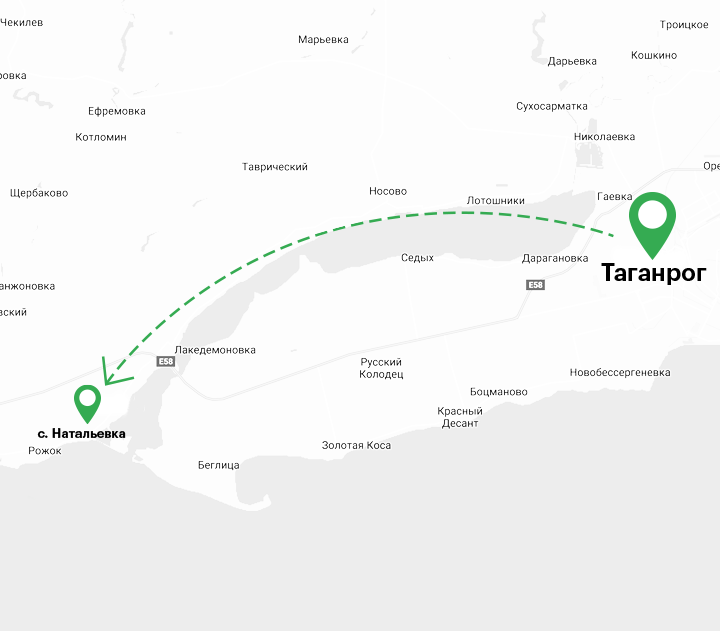 Чекилев
Троицкое
Марьевка
Кошкино
Дарьевка
овка
Сухосарматка
Ефремовка
Котломин
Николаевка
Таврический
Оре
Носово
Щербаково
Гаевка
Лотошники
Седых
Дарагановка
Таганрог
анжоновка
E58
вский
Лакедемоновка
E58
Русский
Колодец
Новобессергеневка
Боцманово
Красный
Десант
с. Натальевка
Золотая Коса
Рожок
Беглица